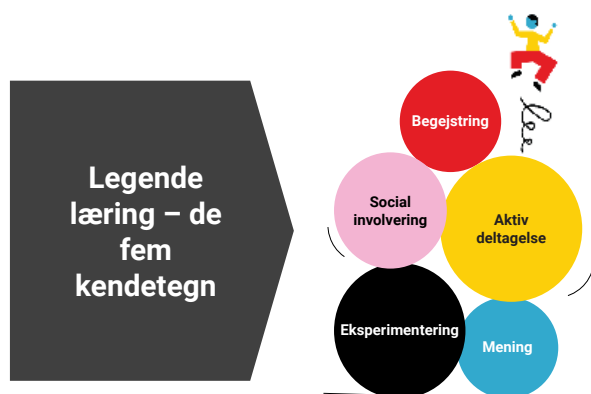 Legende
læring – de
fem
kendetegn
Begejstring
Social
involvering
Aktiv
deltagelse
Eksperimentering
Mening